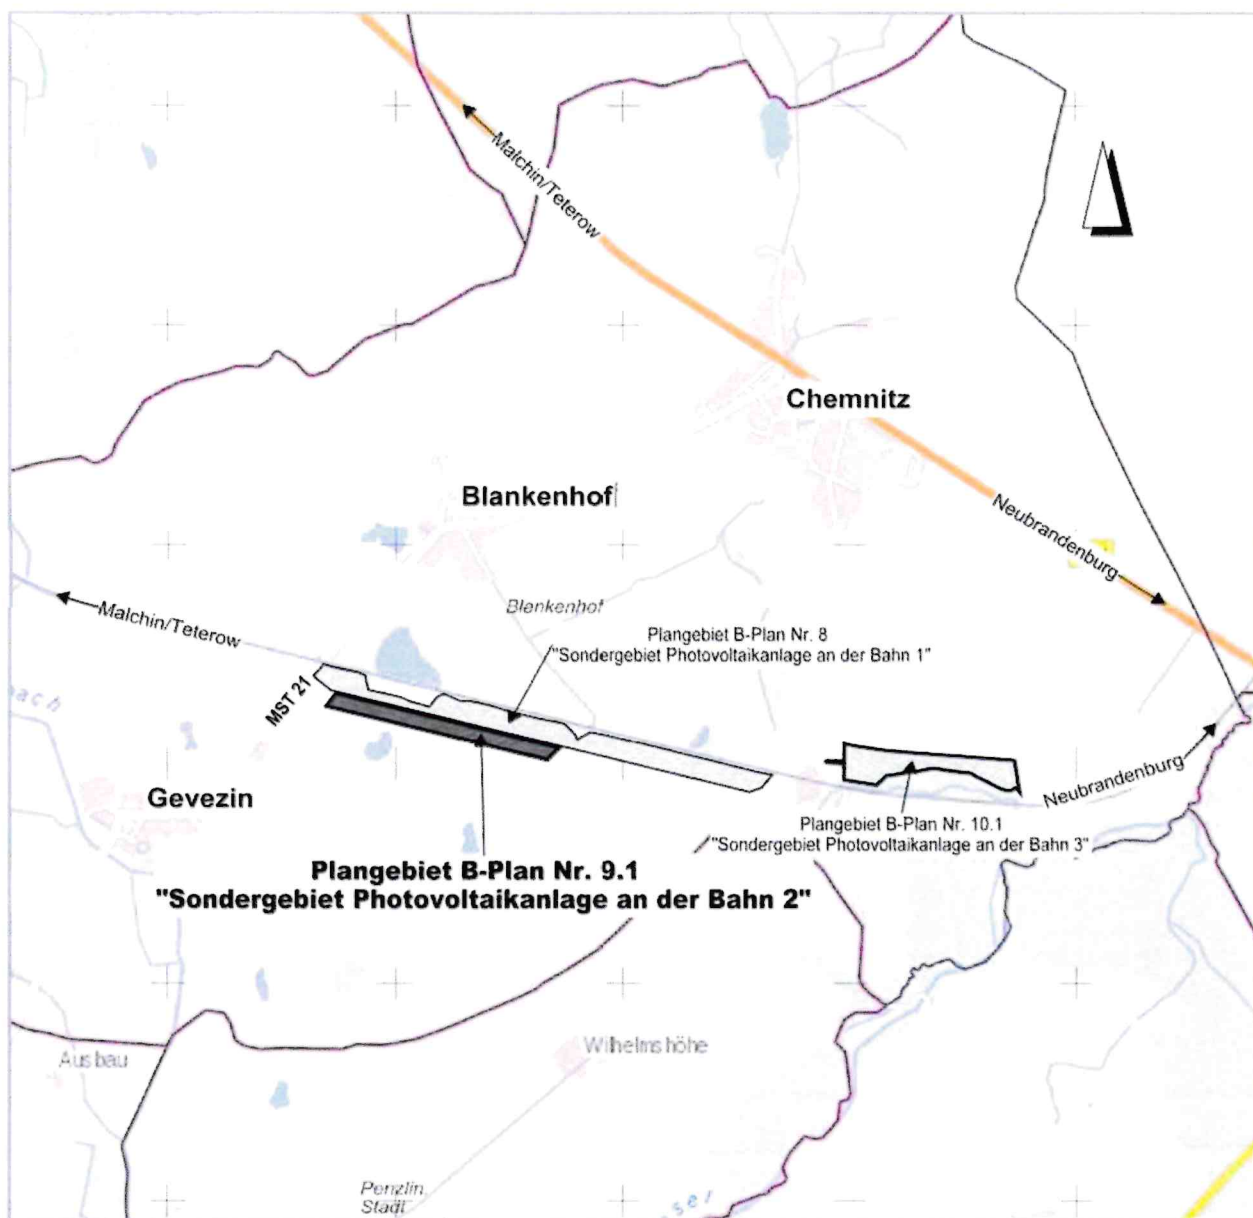 Malchin/Teterow
Chemnitz
Blankenhof
Neubrandenburg
Blankenhof
Malchin/Teterow
Plangebiet B-Plan Nr. 8
"Sondergebiet Photovoltaikanlage an der Bahn 1"
MST 21
Gevezin
Neubrandenburg
Plangebiet B-Plan Nr. 10.1
"Sondergebiet Photovoltaikanlage an der Bahn 3"
Plangebiet B-Plan Nr. 9.1
"Sondergebiet Photovoltaikanlage an der Bahn 2"
Wilhelmshöhe
Ausbau
Penzlin
Stadt